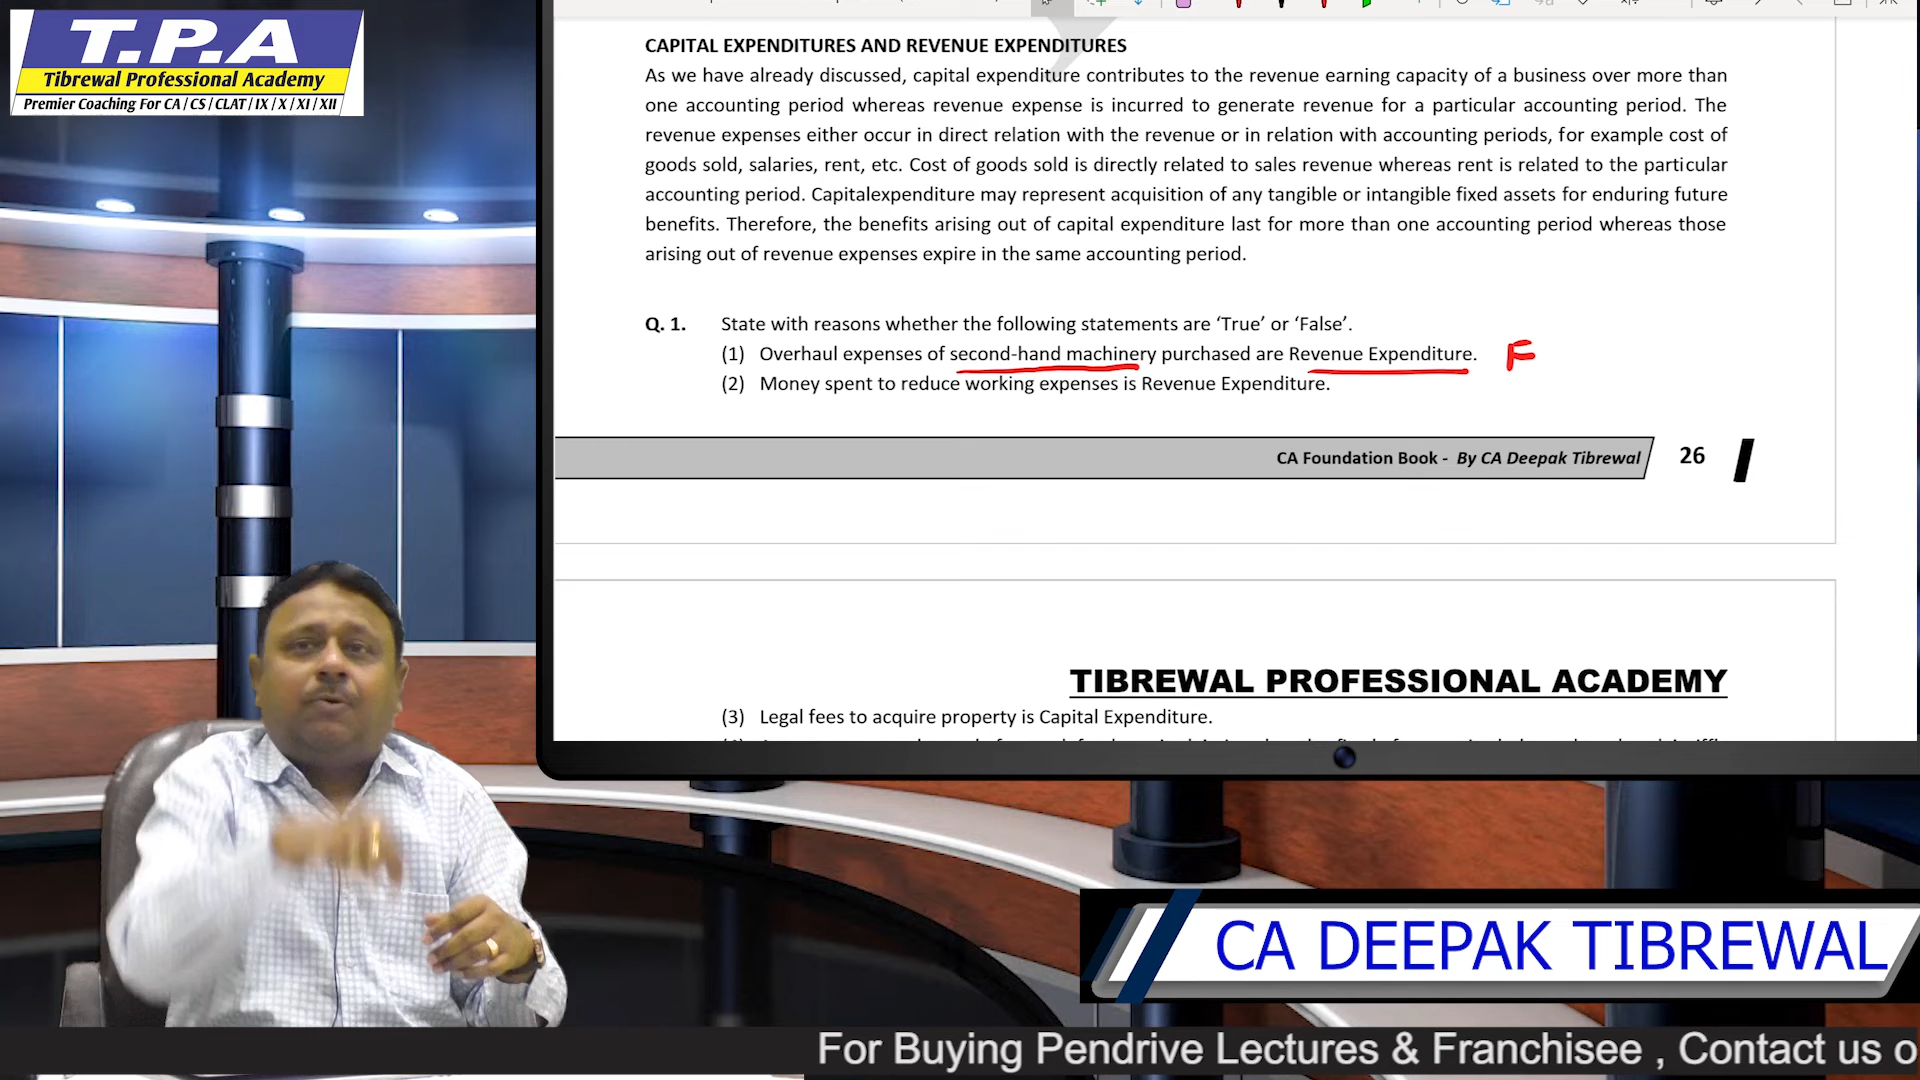 T.P.A
Tibrewal Professional Academy
Premier Coaching For CA / CS / CLAT / IX / X / XI / XII
CAPITAL EXPENDITURES AND REVENUE EXPENDITURES
As we have already discussed, capital expenditure contributes to the revenue earning capacity of a business over more than
one accounting period whereas revenue expense is incurred to generate revenue for a particular accounting period. The
revenue expenses either occur in direct relation with the revenue or in relation with accounting periods, for example cost of
goods sold, salaries, rent, etc. Cost of goods sold is directly related to sales revenue whereas rent is related to the particular
accounting period. Capitalexpenditure may represent acquisition of any tangible or intangible fixed assets for enduring future
benefits. Therefore, the benefits arising out of capital expenditure last for more than one accounting period whereas those
arising out of revenue expenses expire in the same accounting period.
Q. 1. State with reasons whether the following statements are ‘True’ or ‘False’.
(1) Overhaul expenses of second-hand machinery purchased are Revenue Expenditure. F
(2) Money spent to reduce working expenses is Revenue Expenditure.
CA Foundation Book - By CA Deepak Tibrewal 26
TIBREWAL PROFESSIONAL ACADEMY
(3) Legal fees to acquire property is Capital Expenditure.
CA DEEPAK TIBREWAL
For Buying Pendrive Lectures & Franchisee , Contact us o